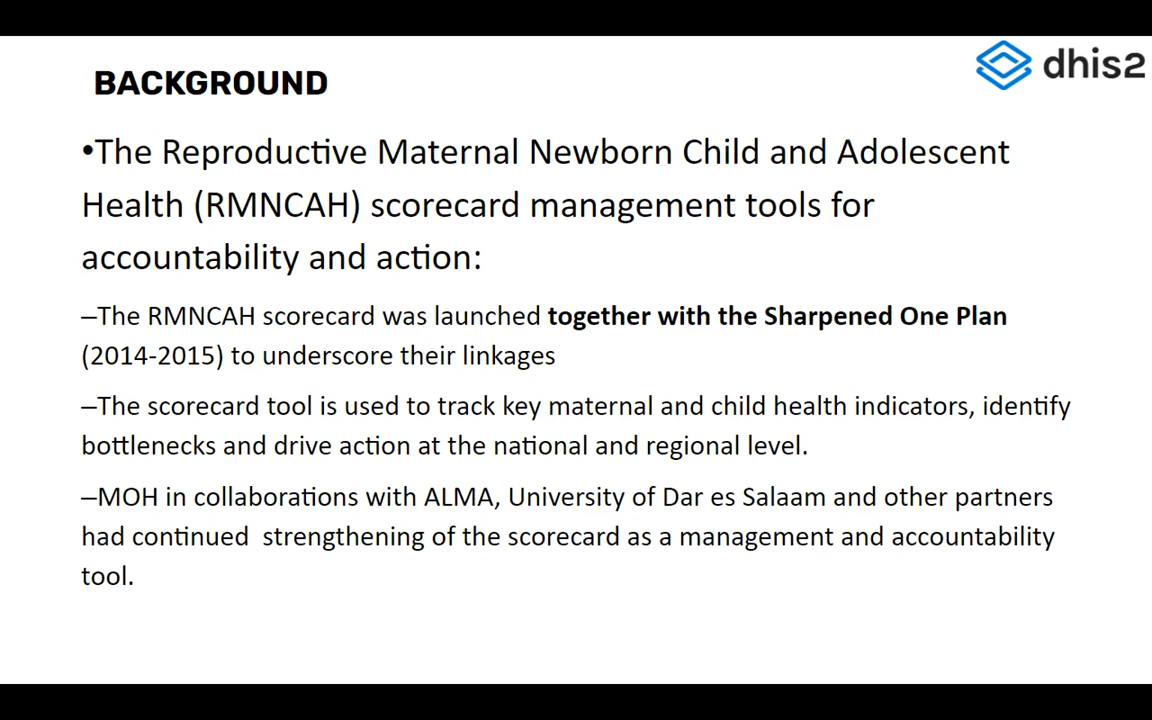 dhis2
BACKGROUND
•The Reproductive Maternal Newborn Child and Adolescent
Health (RMNCAH) scorecard management tools for
accountability and action:
–The RMNCAH scorecard was launched together with the Sharpened One Plan
(2014-2015) to underscore their linkages
–The scorecard tool is used to track key maternal and child health indicators, identify
bottlenecks and drive action at the national and regional level.
–MOH in collaborations with ALMA, University of Dar es Salaam and other partners
had continued  strengthening of the scorecard as a management and accountability
tool.